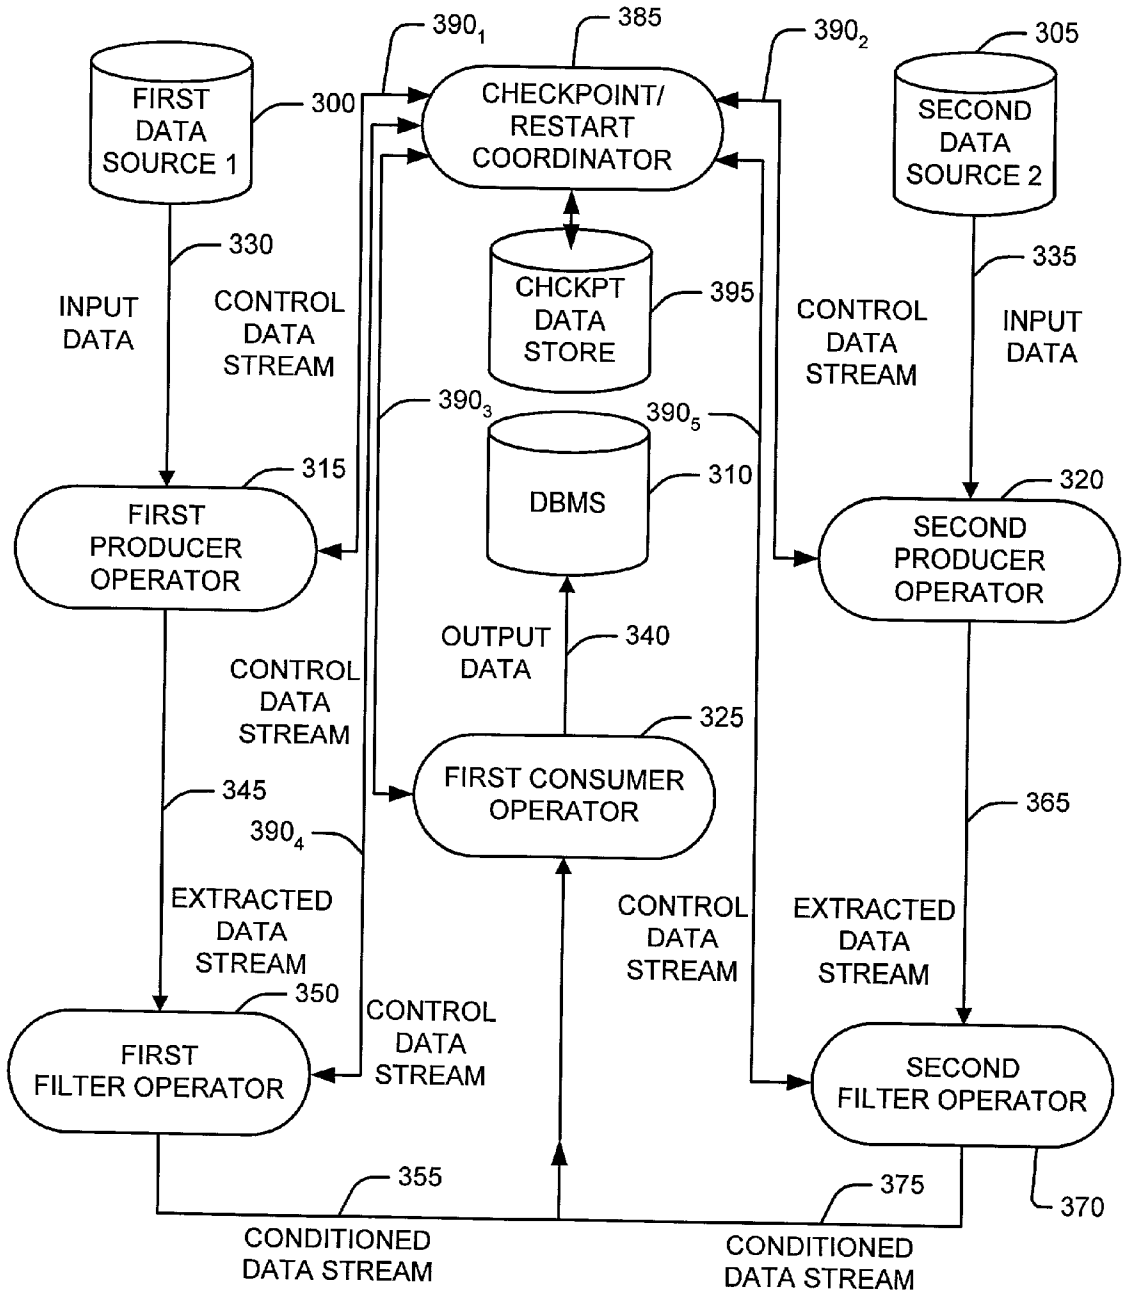 390₁
385
390₂
305
FIRST
DATA
SOURCE 1
300
CHECKPOINT/
RESTART
COORDINATOR
SECOND
DATA
SOURCE 2
330
INPUT
DATA
CONTROL
DATA
STREAM
CHCKPT
DATA
STORE
395
CONTROL
DATA
STREAM
335
INPUT
DATA
390₃
390₅
315
DBMS
310
320
FIRST
PRODUCER
OPERATOR
SECOND
PRODUCER
OPERATOR
OUTPUT
DATA
340
CONTROL
DATA
STREAM
325
FIRST CONSUMER
OPERATOR
345
390₄
365
EXTRACTED
DATA
STREAM
CONTROL
DATA
STREAM
EXTRACTED
DATA
STREAM
350
CONTROL
DATA
STREAM
FIRST
FILTER OPERATOR
SECOND
FILTER OPERATOR
355
375
370
CONDITIONED
DATA STREAM
CONDITIONED
DATA STREAM